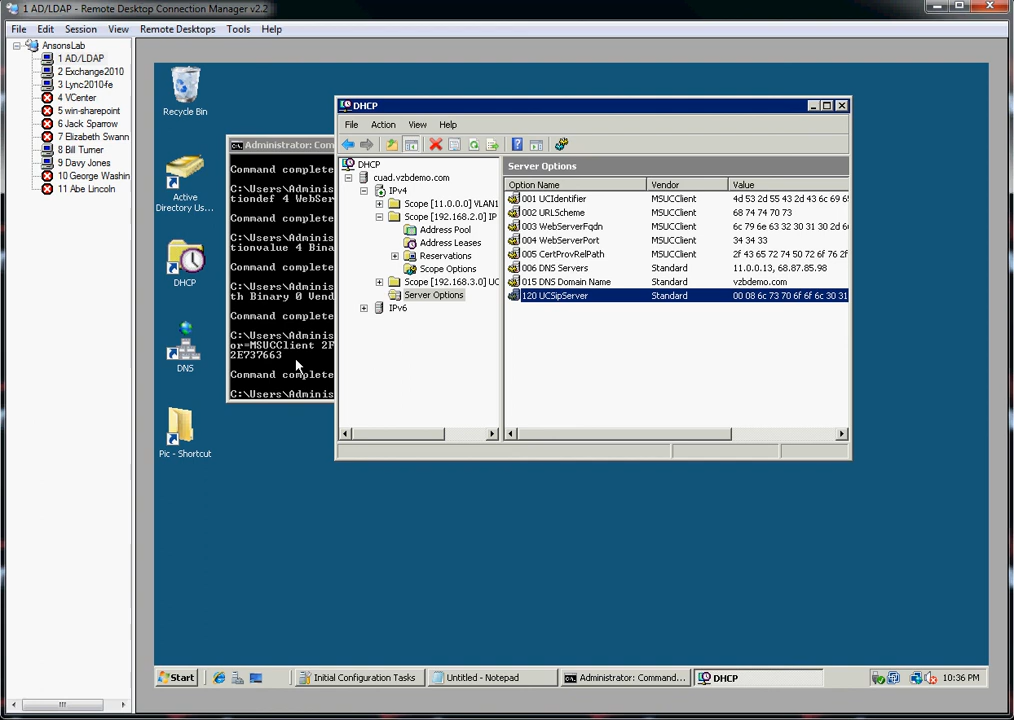 1 AD/LDAP - Remote Desktop Connection Manager v2.2
File Edit Session View Remote Desktops Tools Help
AnsonsLab
1 AD/LDAP
2 Exchange2010
3 Lync2010-fe
4 VCenter
5 win-sharepoint
6 Jack Sparrow
7 Elizabeth Swann
8 Bill Turner
9 Davy Jones
10 George Washin
11 Abe Lincoln
Recycle Bin
Active
Directory Us...
DHCP
DNS
Pic - Shortcut
Administrator: Com
Command complete
C:\Users\Adminis
tiondef 4 WebSer
Command complete
C:\Users\Adminis
tionvalue 4 Bina
Command complete
C:\Users\Adminis
th Binary 0 Vend
Command complete
C:\Users\Adminis
or=MSUCClient 2F
2E737663
Command complete
C:\Users\Adminis
DHCP
File Action View Help
DHCP
cuad.vzbdemo.com
IPv4
Scope [11.0.0.0] VLAN1
Scope [192.168.2.0] IP
Address Pool
Address Leases
Reservations
Scope Options
Scope [192.168.3.0] UC
Server Options
IPv6
Server Options
Option Name Vendor Value
001 UCIdentifier MSUCClient 4d 53 2d 55 43 2d 43 6c 69 65
002 URLScheme MSUCClient 68 74 74 70 73
003 WebServerFqdn MSUCClient 6c 79 6e 63 32 30 31 30 2d 6
004 WebServerPort MSUCClient 34 34 33
005 CertProvRelPath MSUCClient 2f 43 65 72 74 50 72 6f 76 2f
006 DNS Servers Standard 11.0.0.13, 68.87.85.98
015 DNS Domain Name Standard vzbdemo.com
120 UCSipServer Standard 00 08 6c 73 70 6f 6f 6c 30 31
Start Initial Configuration Tasks Untitled - Notepad Administrator: Command... DHCP 10:36 PM